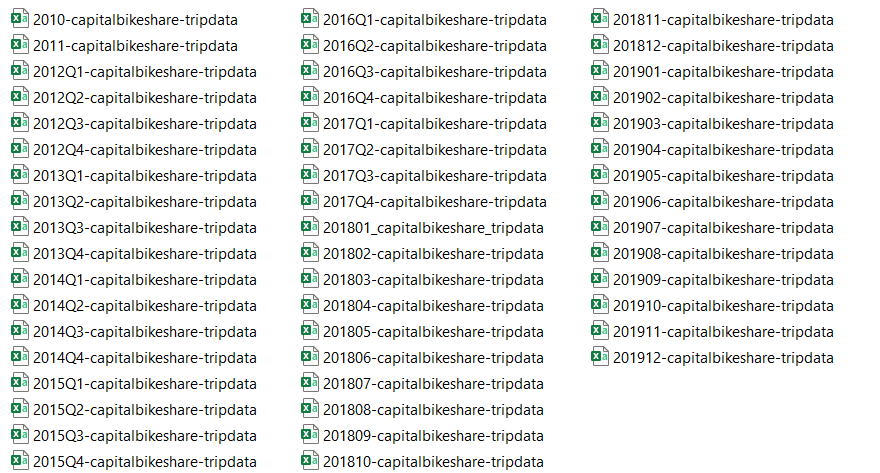 2010-capitalbikeshare-tripdata
2011-capitalbikeshare-tripdata
2012Q1-capitalbikeshare-tripdata
2012Q2-capitalbikeshare-tripdata
2012Q3-capitalbikeshare-tripdata
2012Q4-capitalbikeshare-tripdata
2013Q1-capitalbikeshare-tripdata
2013Q2-capitalbikeshare-tripdata
2013Q3-capitalbikeshare-tripdata
2013Q4-capitalbikeshare-tripdata
2014Q1-capitalbikeshare-tripdata
2014Q2-capitalbikeshare-tripdata
2014Q3-capitalbikeshare-tripdata
2014Q4-capitalbikeshare-tripdata
2015Q1-capitalbikeshare-tripdata
2015Q2-capitalbikeshare-tripdata
2015Q3-capitalbikeshare-tripdata
2015Q4-capitalbikeshare-tripdata
2016Q1-capitalbikeshare-tripdata
2016Q2-capitalbikeshare-tripdata
2016Q3-capitalbikeshare-tripdata
2016Q4-capitalbikeshare-tripdata
2017Q1-capitalbikeshare-tripdata
2017Q2-capitalbikeshare-tripdata
2017Q3-capitalbikeshare-tripdata
2017Q4-capitalbikeshare-tripdata
201801_capitalbikeshare_tripdata
201802-capitalbikeshare-tripdata
201803-capitalbikeshare-tripdata
201804-capitalbikeshare-tripdata
201805-capitalbikeshare-tripdata
201806-capitalbikeshare-tripdata
201807-capitalbikeshare-tripdata
201808-capitalbikeshare-tripdata
201809-capitalbikeshare-tripdata
201810-capitalbikeshare-tripdata
201811-capitalbikeshare-tripdata
201812-capitalbikeshare-tripdata
201901-capitalbikeshare-tripdata
201902-capitalbikeshare-tripdata
201903-capitalbikeshare-tripdata
201904-capitalbikeshare-tripdata
201905-capitalbikeshare-tripdata
201906-capitalbikeshare-tripdata
201907-capitalbikeshare-tripdata
201908-capitalbikeshare-tripdata
201909-capitalbikeshare-tripdata
201910-capitalbikeshare-tripdata
201911-capitalbikeshare-tripdata
201912-capitalbikeshare-tripdata